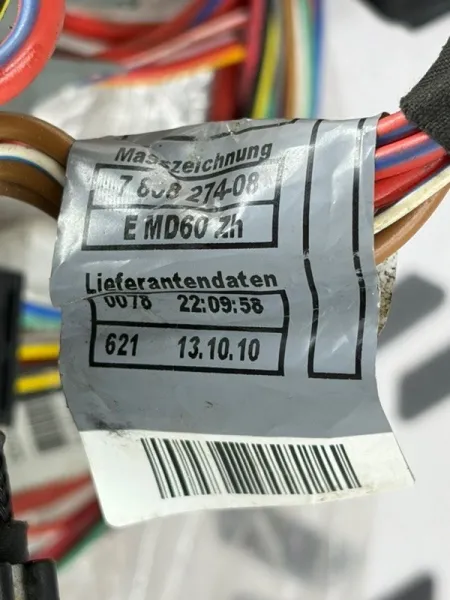 Masszeichnung
7 808 274-08
E MD60 Zh
Lieferantendaten
0078 22:09:58
621 13.10.10